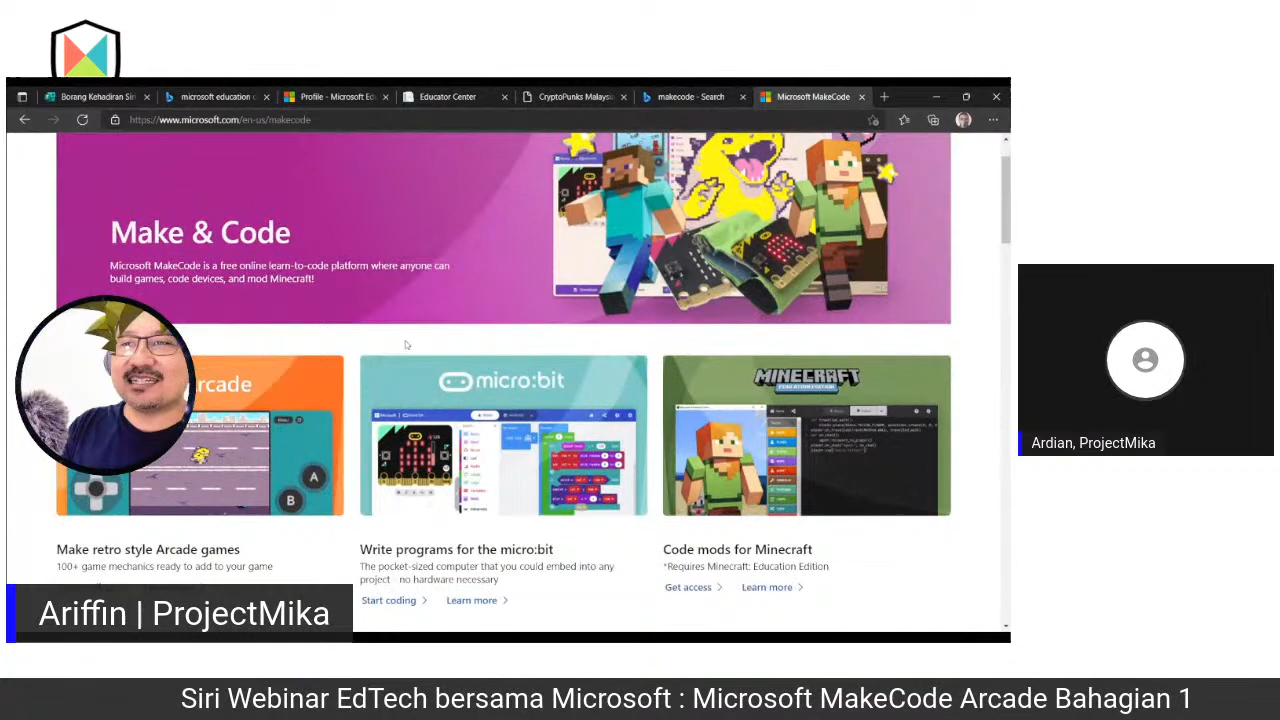 Borang Kehadiran Siri
microsoft education c
Profile - Microsoft Edu
Educator Center
CryptoPunks Malaysia
makecode - Search
Microsoft MakeCode
https://www.microsoft.com/en-us/makecode
Make & Code
Microsoft MakeCode is a free online learn-to-code platform where anyone can
build games, code devices, and mod Minecraft!
rcade
micro:bit
MINECRAFT
EDUCATION EDITION
A
B
Make retro style Arcade games
100+ game mechanics ready to add to your game
Write programs for the micro:bit
The pocket-sized computer that you could embed into any
project – no hardware necessary
Start coding
Learn more
Code mods for Minecraft
*Requires Minecraft: Education Edition
Get access
Learn more
Ardian, ProjectMika
Ariffin | ProjectMika
Siri Webinar EdTech bersama Microsoft : Microsoft MakeCode Arcade Bahagian 1